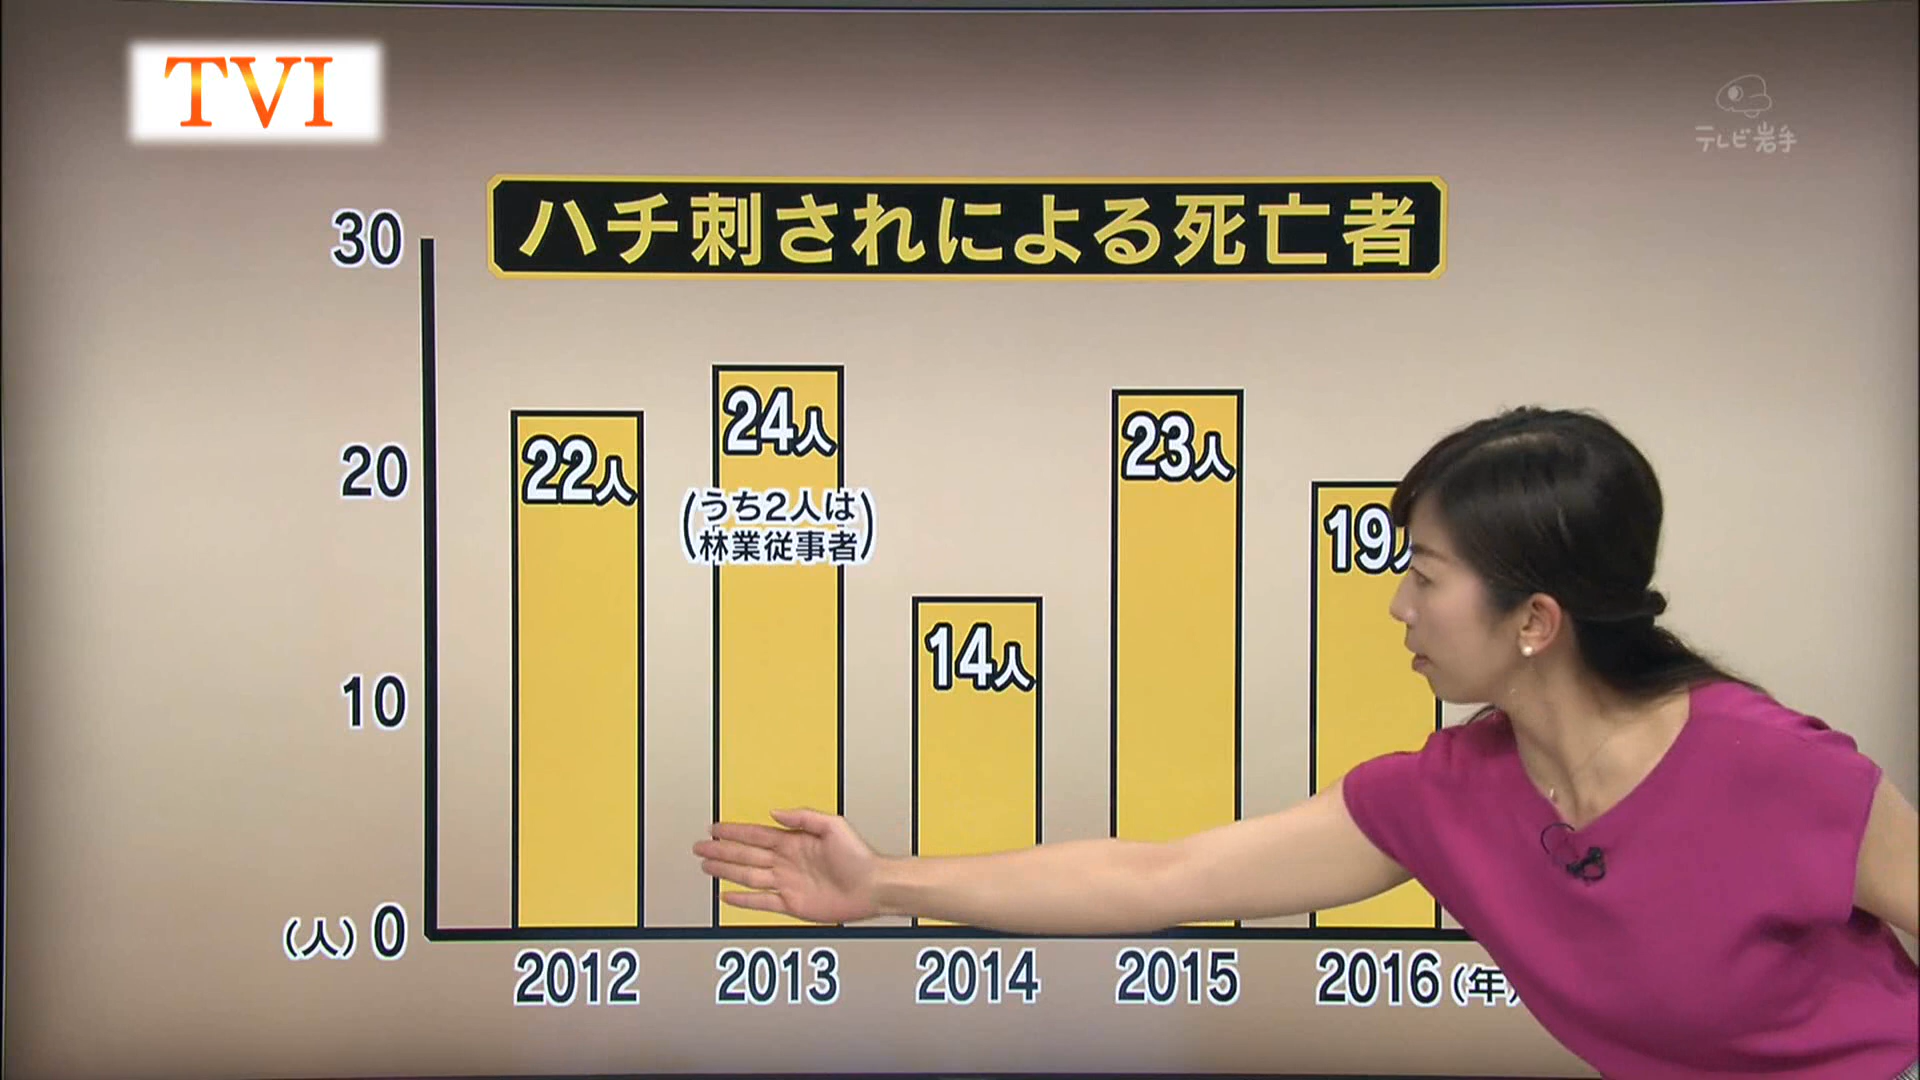 TVI
テレビ岩手
ハチ刺されによる死亡者
30
20
10
(人) 0
22人
24人
(うち2人は
林業従事者)
14人
23人
19人
2012
2013
2014
2015
2016 (年)